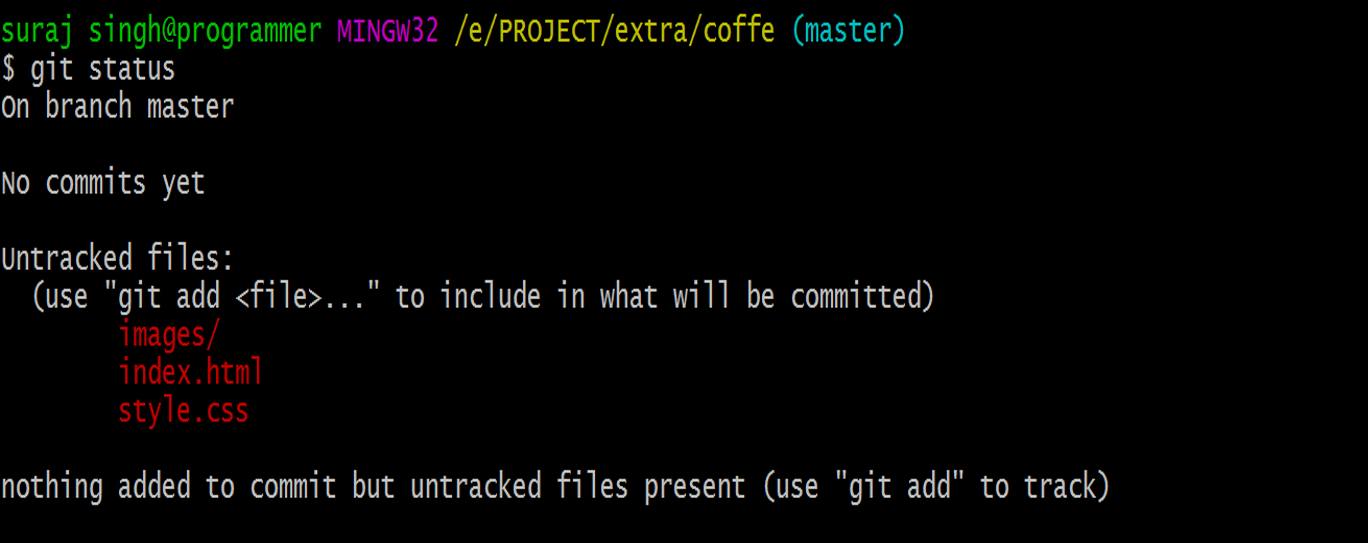 suraj singh@programmer MINGW32 /e/PROJECT/extra/coffe (master)
$ git status
On branch master
No commits yet
Untracked files:
(use "git add <file>..." to include in what will be committed)
images/
index.html
style.css
nothing added to commit but untracked files present (use "git add" to track)